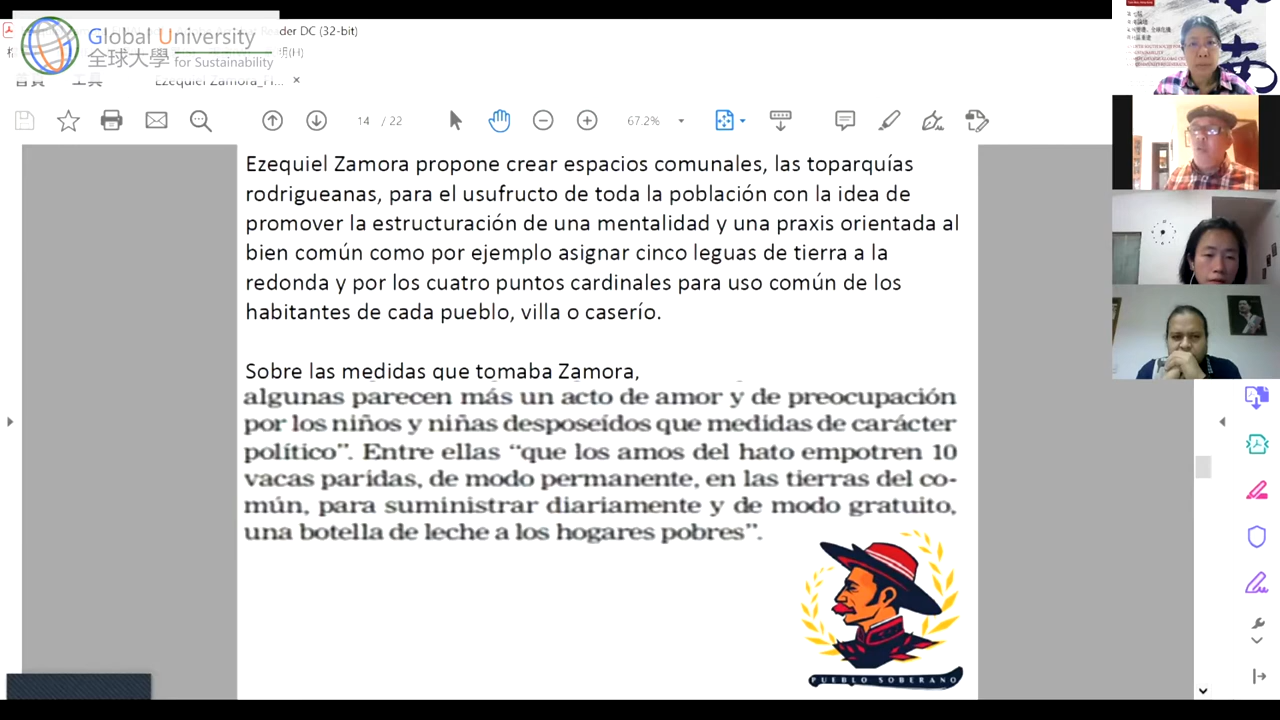 Reader DC (32-bit)
Global University
全球大學 for Sustainability
Ezequiel Zamora_
14 / 22
67.2%
Ezequiel Zamora propone crear espacios comunales, las toparquías
rodrigueanas, para el usufructo de toda la población con la idea de
promover la estructuración de una mentalidad y una praxis orientada al
bien común como por ejemplo asignar cinco leguas de tierra a la
redonda y por los cuatro puntos cardinales para uso común de los
habitantes de cada pueblo, villa o caserío.
Sobre las medidas que tomaba Zamora,
algunas parecen más un acto de amor y de preocupación
por los niños y niñas desposeídos que medidas de carácter
político”. Entre ellas “que los amos del hato empotren 10
vacas paridas, de modo permanente, en las tierras del co-
mún, para suministrar diariamente y de modo gratuito,
una botella de leche a los hogares pobres”.
PUEBLO SOBERANO